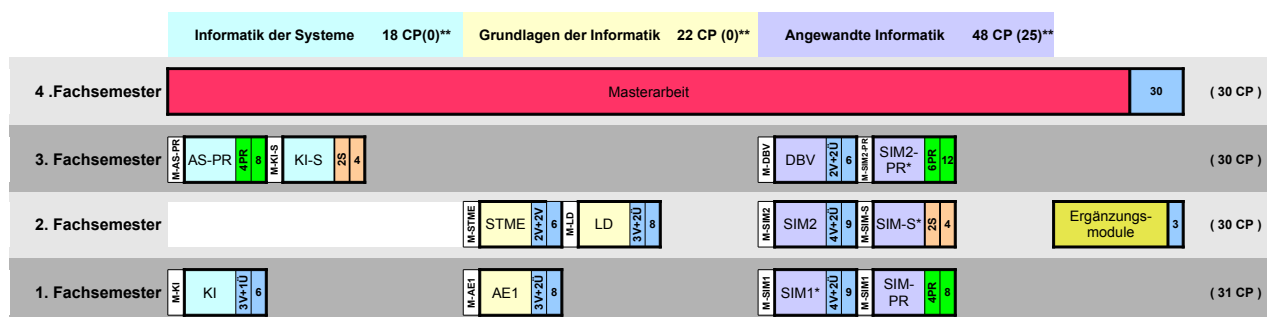 Informatik der Systeme 18 CP(0)** Grundlagen der Informatik 22 CP (0)** Angewandte Informatik 48 CP (25)**
4 .Fachsemester Masterarbeit 30 ( 30 CP )
3. Fachsemester M-AS-PR AS-PR 4PR 8 M-KI-S KI-S 2S 4 M-DBV DBV 2V+2Ü 6 M-SIM2-PR SIM2-PR* 6PR 12 ( 30 CP )
2. Fachsemester M-STME STME 2V+2V 6 M-LD LD 3V+2Ü 8 M-SIM2 SIM2 4V+2Ü 9 M-SIM-S SIM-S* 2S 4 Ergänzungs-module 3 ( 30 CP )
1. Fachsemester M-KI KI 3V+1Ü 6 M-AE1 AE1 3V+2Ü 8 M-SIM1 SIM1* 4V+2Ü 9 M-SIM1 SIM-PR 4PR 8 ( 31 CP )